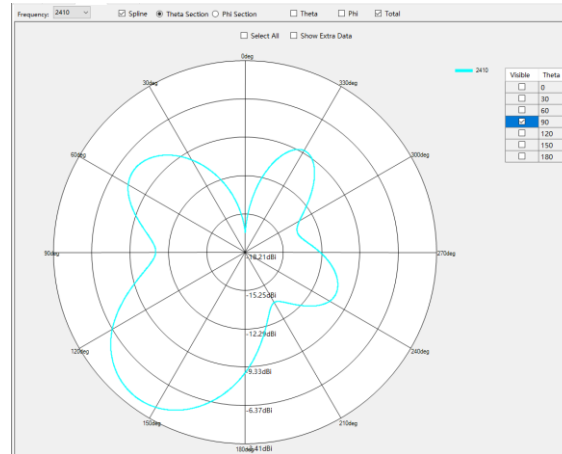 Frequency: 2410 Spline Theta Section Phi Section Theta Phi Total
Select All Show Extra Data
0deg
30deg
330deg
60deg
300deg
90deg
270deg
120deg
240deg
150deg
210deg
180deg
-18.21dBi
-15.25dBi
-12.29dBi
-9.33dBi
-6.37dBi
2410
Visible Theta
0
30
60
90
120
150
180